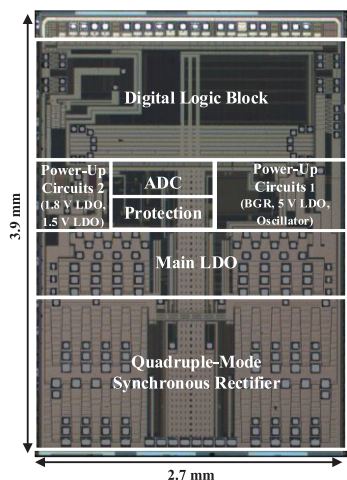 Digital Logic Block
Power-Up
Circuits 2
(1.8 V LDO,
1.5 V LDO)
ADC
Protection
Power-Up
Circuits 1
(BGR, 5 V LDO,
Oscillator)
Main LDO
Quadruple-Mode
Synchronous Rectifier
3.9 mm
2.7 mm